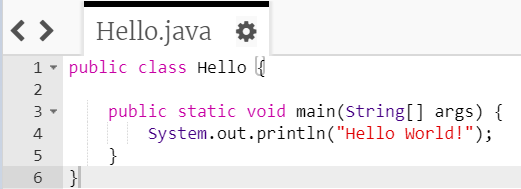 Hello.java
1 public class Hello {
2
3     public static void main(String[] args) {
4         System.out.println("Hello World!");
5     }
6 }